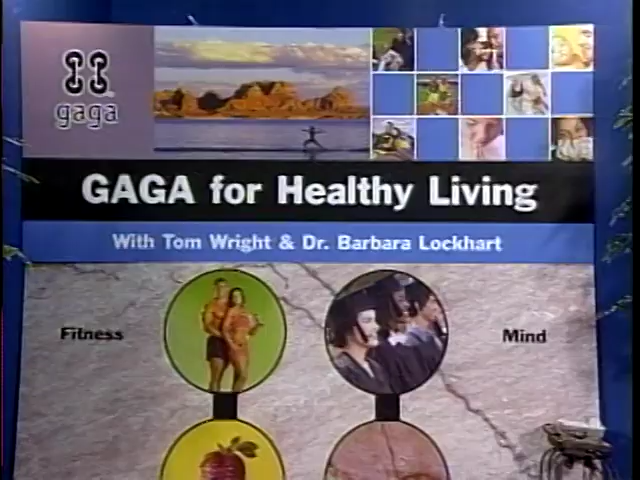 gaga
GAGA for Healthy Living
With Tom Wright & Dr. Barbara Lockhart
Fitness
Mind